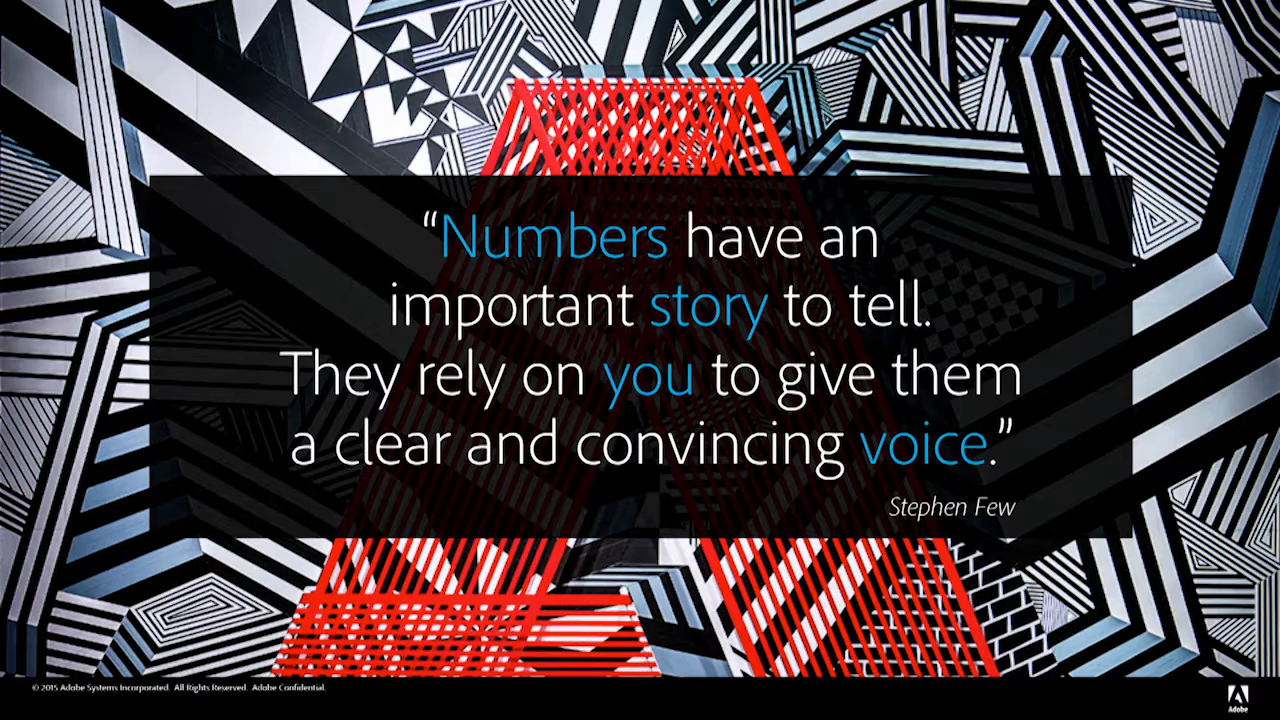 “Numbers have an
important story to tell.
They rely on you to give them
a clear and convincing voice.”
Stephen Few
© 2015 Adobe Systems Incorporated. All Rights Reserved. Adobe Confidential.
Adobe